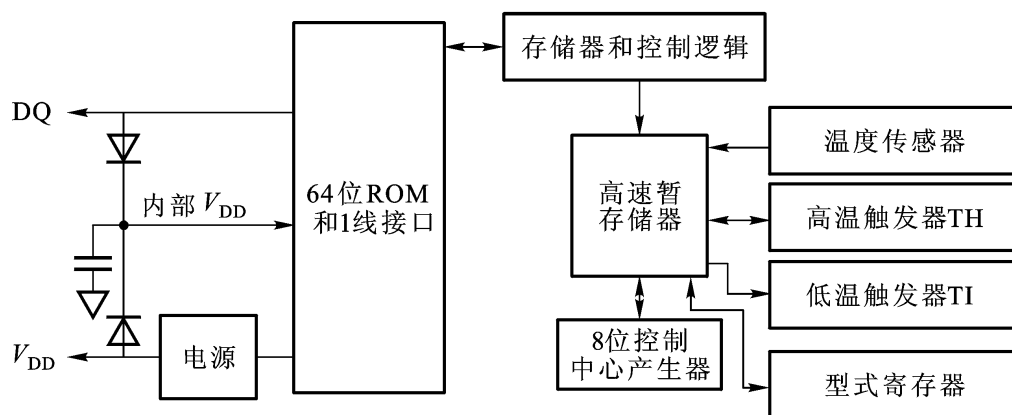 DQ
内部 VDD
VDD
电源
64位ROM
和1线接口
存储器和控制逻辑
高速暂
存储器
8位控制
中心产生器
温度传感器
高温触发器TH
低温触发器TI
型式寄存器